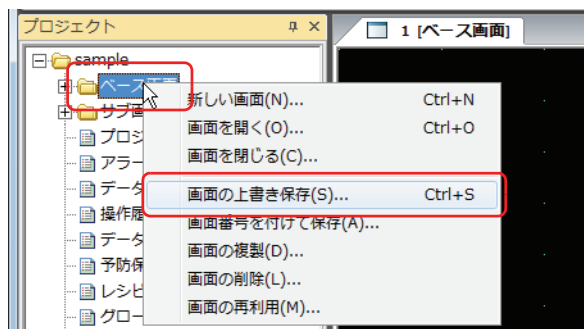 プロジェクト
1 [ベース画面]
sample
ベース画面
新しい画面(N)... Ctrl+N
サブ画
画面を開く(O)... Ctrl+O
プロジ
画面を閉じる(C)...
アラー
データ
画面の上書き保存(S)... Ctrl+S
操作履
画面番号を付けて保存(A)...
データ
画面の複製(D)...
予防保
画面の削除(L)...
レシピ
画面の再利用(M)...
グロー